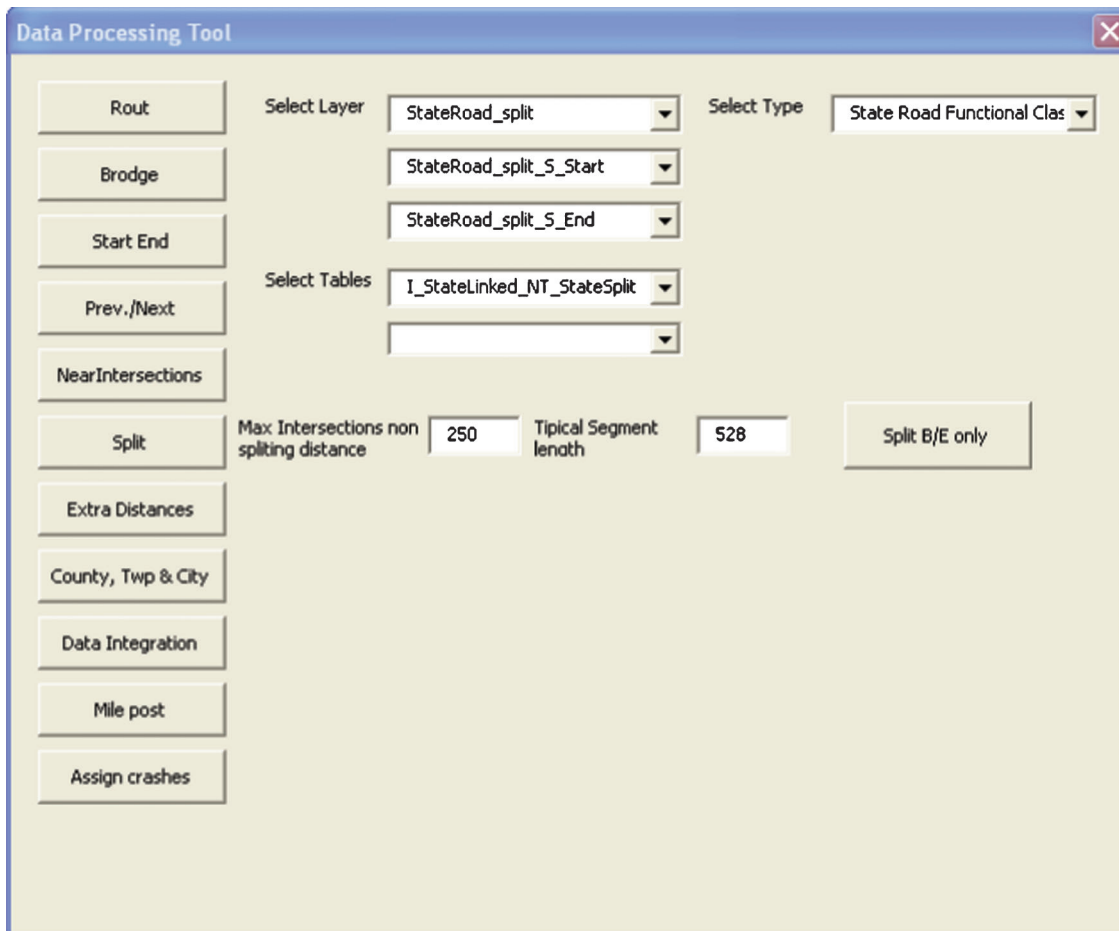 Data Processing Tool
Rout
Select Layer
StateRoad_split
Select Type
State Road Functional Clas
Brodge
StateRoad_split_S_Start
Start End
StateRoad_split_S_End
Select Tables
I_StateLinked_NT_StateSplit
Prev./Next
NearIntersections
Split
Max Intersections non
spliting distance
250
Tipical Segment
length
528
Split B/E only
Extra Distances
County, Twp & City
Data Integration
Mile post
Assign crashes